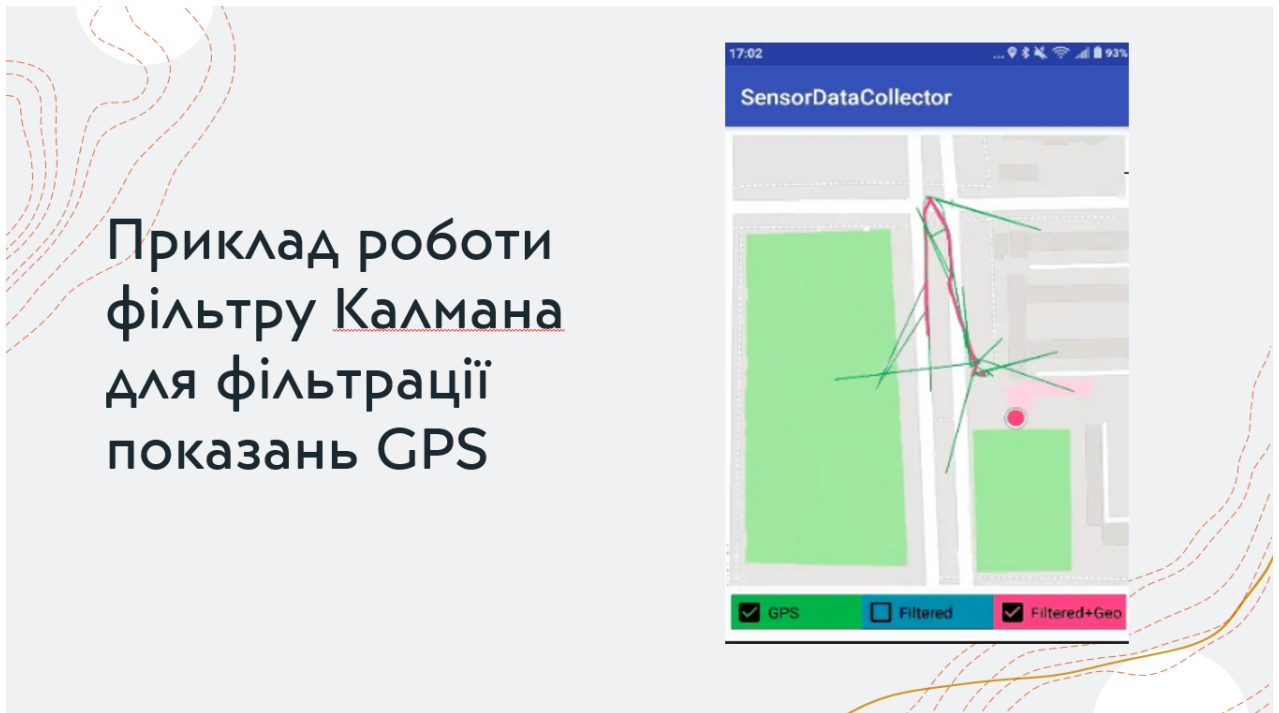 Приклад роботи
фільтру Калмана
для фільтрації
показань GPS
17:02
... 93%
SensorDataCollector
GPS
Filtered
Filtered+Geo